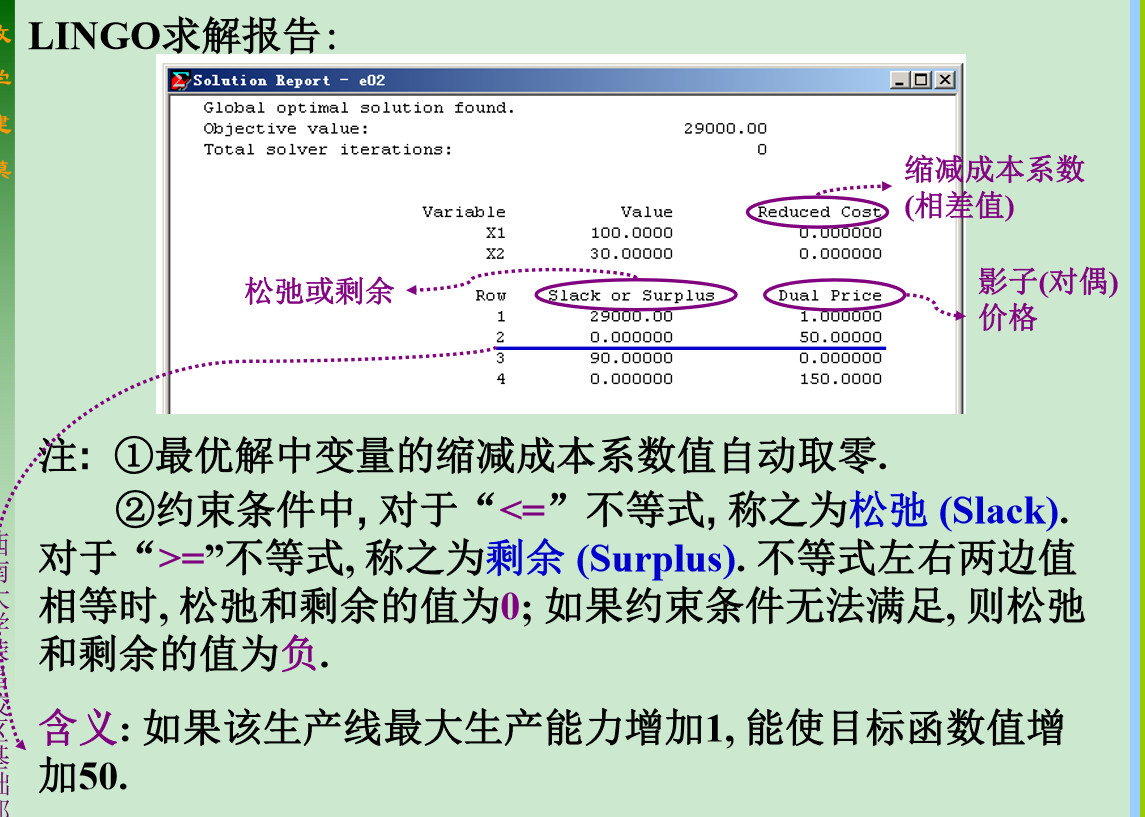 LINGO求解报告:
Solution Report - e02
Global optimal solution found.
Objective value: 29000.00
Total solver iterations: 0
缩减成本系数
(相差值)
Variable Value Reduced Cost
X1 100.0000 0.000000
X2 30.00000 0.000000
松弛或剩余
影子(对偶)
价格
Row Slack or Surplus Dual Price
1 29000.00 1.000000
2 0.000000 50.00000
3 90.00000 0.000000
4 0.000000 150.0000
注: ①最优解中变量的缩减成本系数值自动取零.
②约束条件中, 对于“<=”不等式, 称之为松弛 (Slack).
对于“>=”不等式, 称之为剩余 (Surplus). 不等式左右两边值
相等时, 松弛和剩余的值为0; 如果约束条件无法满足, 则松弛
和剩余的值为负.
含义: 如果该生产线最大生产能力增加1, 能使目标函数值增
加50.